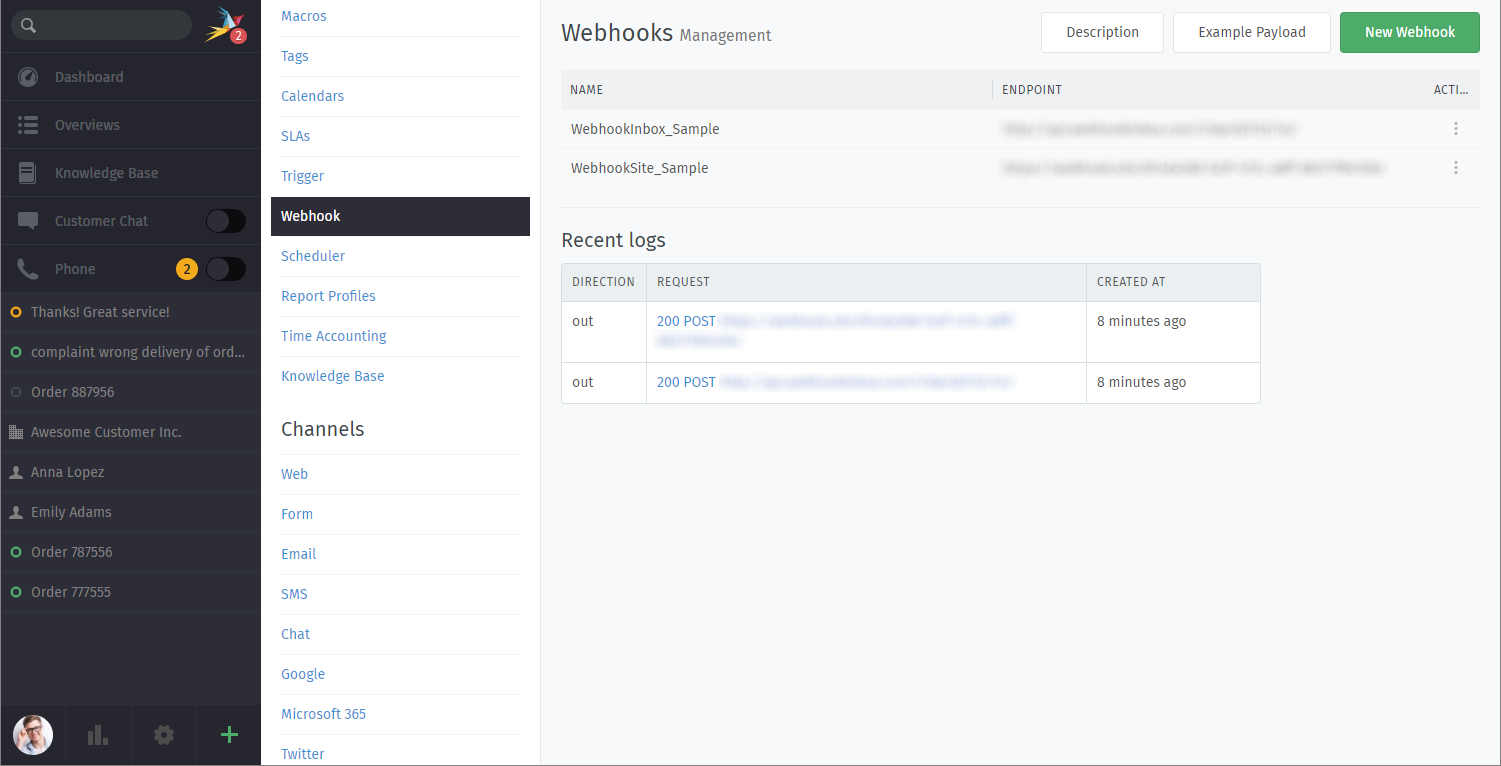 2
Dashboard
Overviews
Knowledge Base
Customer Chat
Phone 2
Thanks! Great service!
complaint wrong delivery of ord...
Order 887956
Awesome Customer Inc.
Anna Lopez
Emily Adams
Order 787556
Order 777555
Macros
Tags
Calendars
SLAs
Trigger
Webhook
Scheduler
Report Profiles
Time Accounting
Knowledge Base
Channels
Web
Form
Email
SMS
Chat
Google
Microsoft 365
Twitter
Webhooks Management
Description Example Payload New Webhook
NAME ENDPOINT ACTI...
WebhookInbox_Sample
WebhookSite_Sample
Recent logs
DIRECTION REQUEST CREATED AT
out 200 POST 8 minutes ago
out 200 POST 8 minutes ago